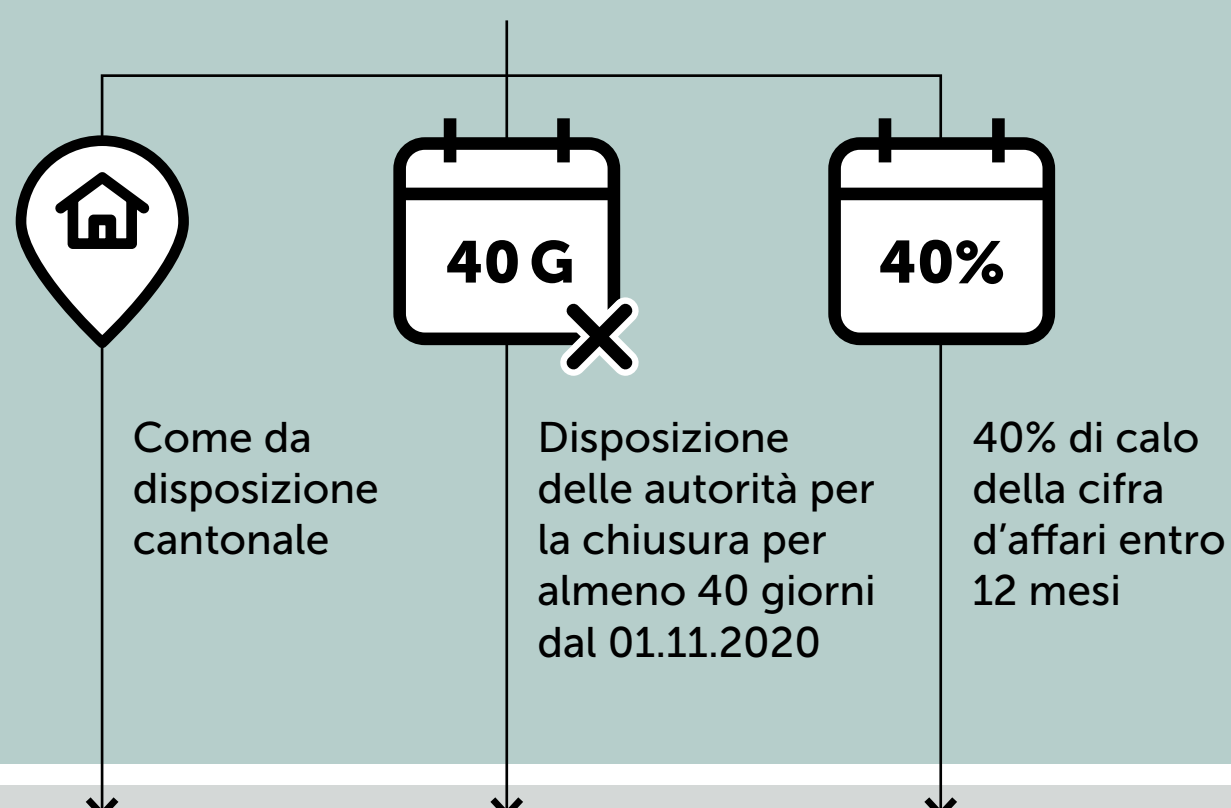 40 G
40%
Come da
disposizione
cantonale
Disposizione
delle autorità per
la chiusura per
almeno 40 giorni
dal 01.11.2020
40% di calo
della cifra
d'affari entro
12 mesi